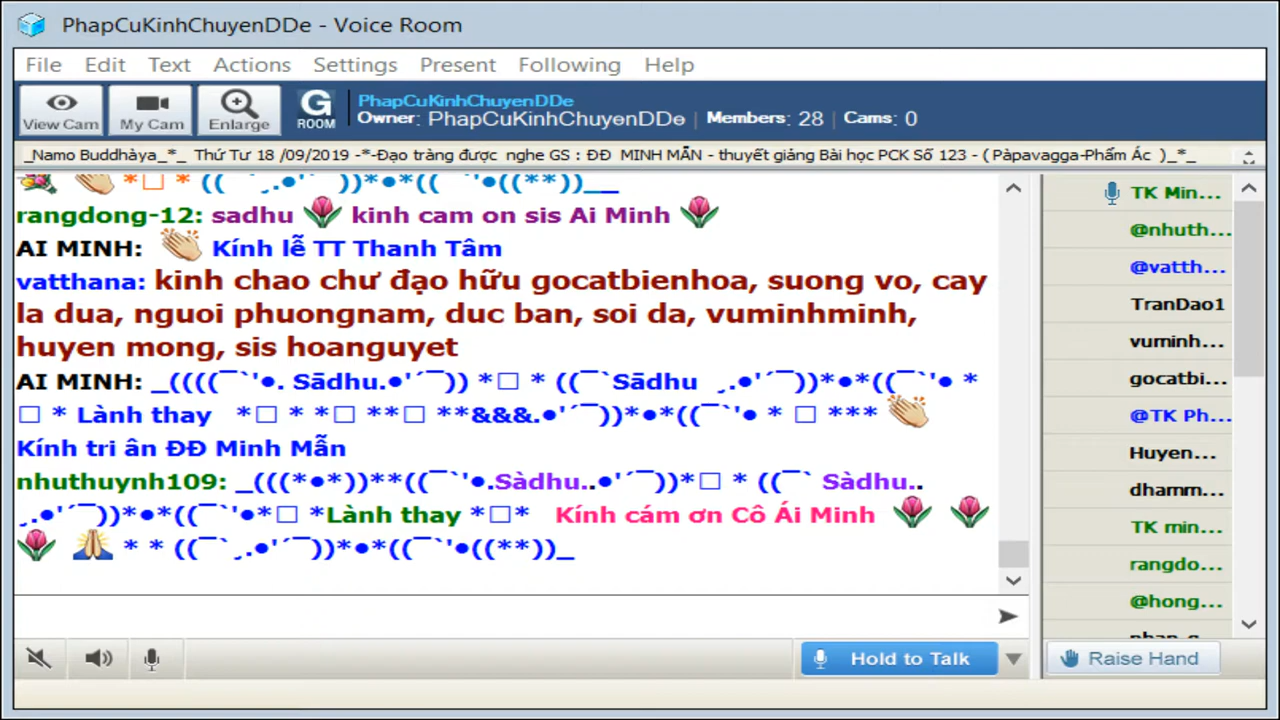 PhapCuKinhChuyenDDe - Voice Room
File Edit Text Actions Settings Present Following Help
View Cam My Cam Enlarge G ROOM
PhapCuKinhChuyenDDe
Owner: PhapCuKinhChuyenDDe | Members: 28 | Cams: 0
_Namo Buddhàya_*_ Thứ Tư 18 /09/2019 -*-Đạo tràng được nghe GS : ĐĐ MINH MẪN - thuyết giảng Bài học PCK Số 123 - ( Pàpavagga-Phẩm Ác )_*_
*□ * ((¯`·.●'´¯))*●*((¯`'●((**))__
rangdong-12: sadhu kinh cam on sis Ai Minh
AI MINH: Kính lễ TT Thanh Tâm
vatthana: kinh chao chư đạo hữu gocatbienhoa, suong vo, cay
la dua, nguoi phuongnam, duc ban, soi da, vuminhminh,
huyen mong, sis hoanguyet
AI MINH: _((((¯`'●. Sādhu.●'´¯)) *□ * ((¯`Sādhu ¸.●'´¯))*●*((¯`'● *
□ * Lành thay *□ * *□ **□ **&&&.●'´¯))*●*((¯`'● * □ ***
Kính tri ân ĐĐ Minh Mẫn
nhuthuynh109: _(((*●*))**((¯`'●.Sàdhu..●'´¯))*□ * ((¯` Sàdhu..
¸.●'´¯))*●*((¯`'●*□ *Lành thay *□* Kính cám ơn Cô Ái Minh
* * ((¯`¸.●'´¯))*●*((¯`'●((**))_
TK Min...
@nhuth...
@vatth...
TranDao1
vuminh...
gocatbi...
@TK Ph...
Huyen...
dhamm...
TK min...
rangdo...
@hong...
Hold to Talk
Raise Hand